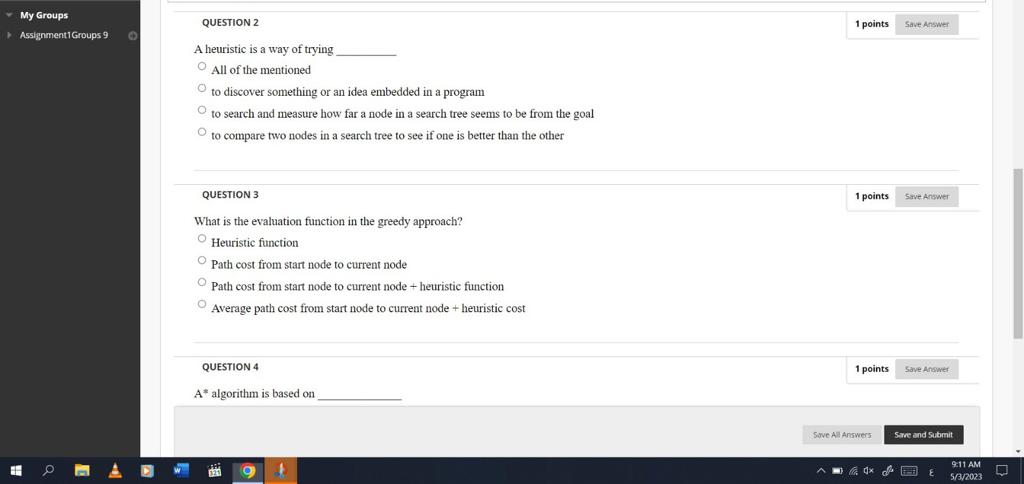 My Groups
Assignment1Groups 9
QUESTION 2
1 points
Save Answer
A heuristic is a way of trying __________
All of the mentioned
to discover something or an idea embedded in a program
to search and measure how far a node in a search tree seems to be from the goal
to compare two nodes in a search tree to see if one is better than the other
QUESTION 3
1 points
Save Answer
What is the evaluation function in the greedy approach?
Heuristic function
Path cost from start node to current node
Path cost from start node to current node + heuristic function
Average path cost from start node to current node + heuristic cost
QUESTION 4
1 points
Save Answer
A* algorithm is based on ______________
Save All Answers
Save and Submit
9:11 AM
ع
5/3/2023